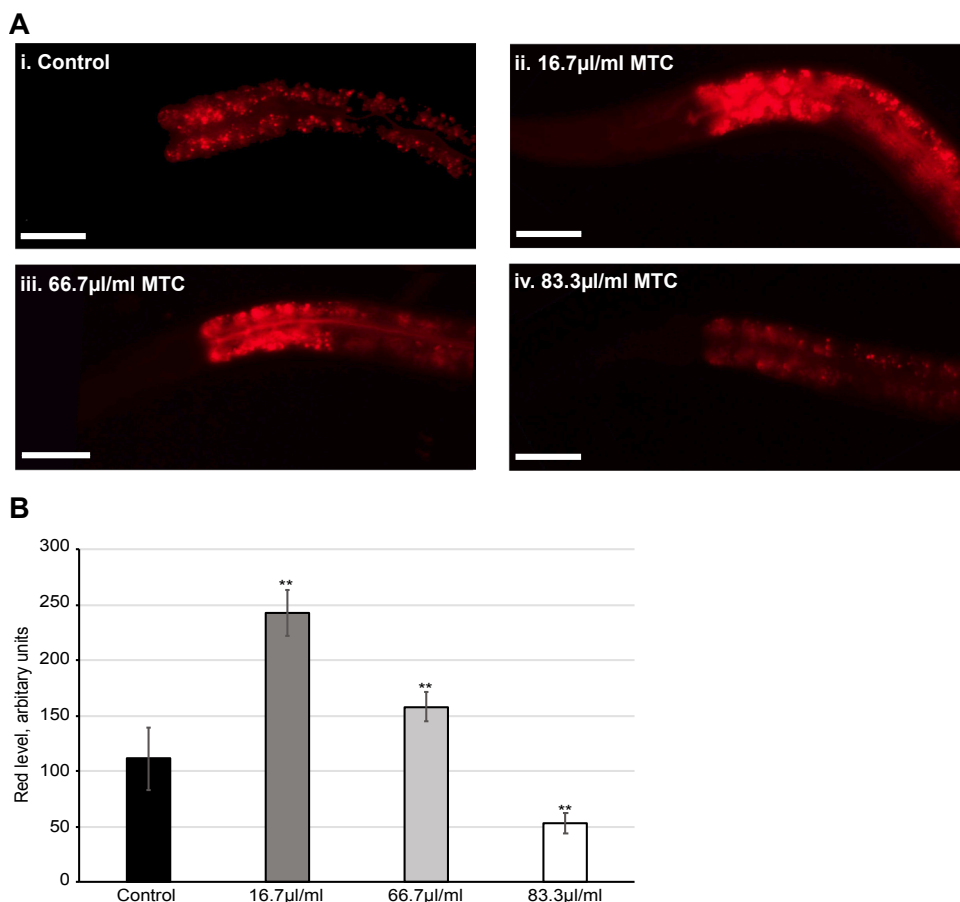 A
i. Control
ii. 16.7µl/ml MTC
iii. 66.7µl/ml MTC
iv. 83.3µl/ml MTC
B
Red level, arbitary units
300
250
200
150
100
50
0
**
**
**
Control
16.7µl/ml
66.7µl/ml
83.3µl/ml